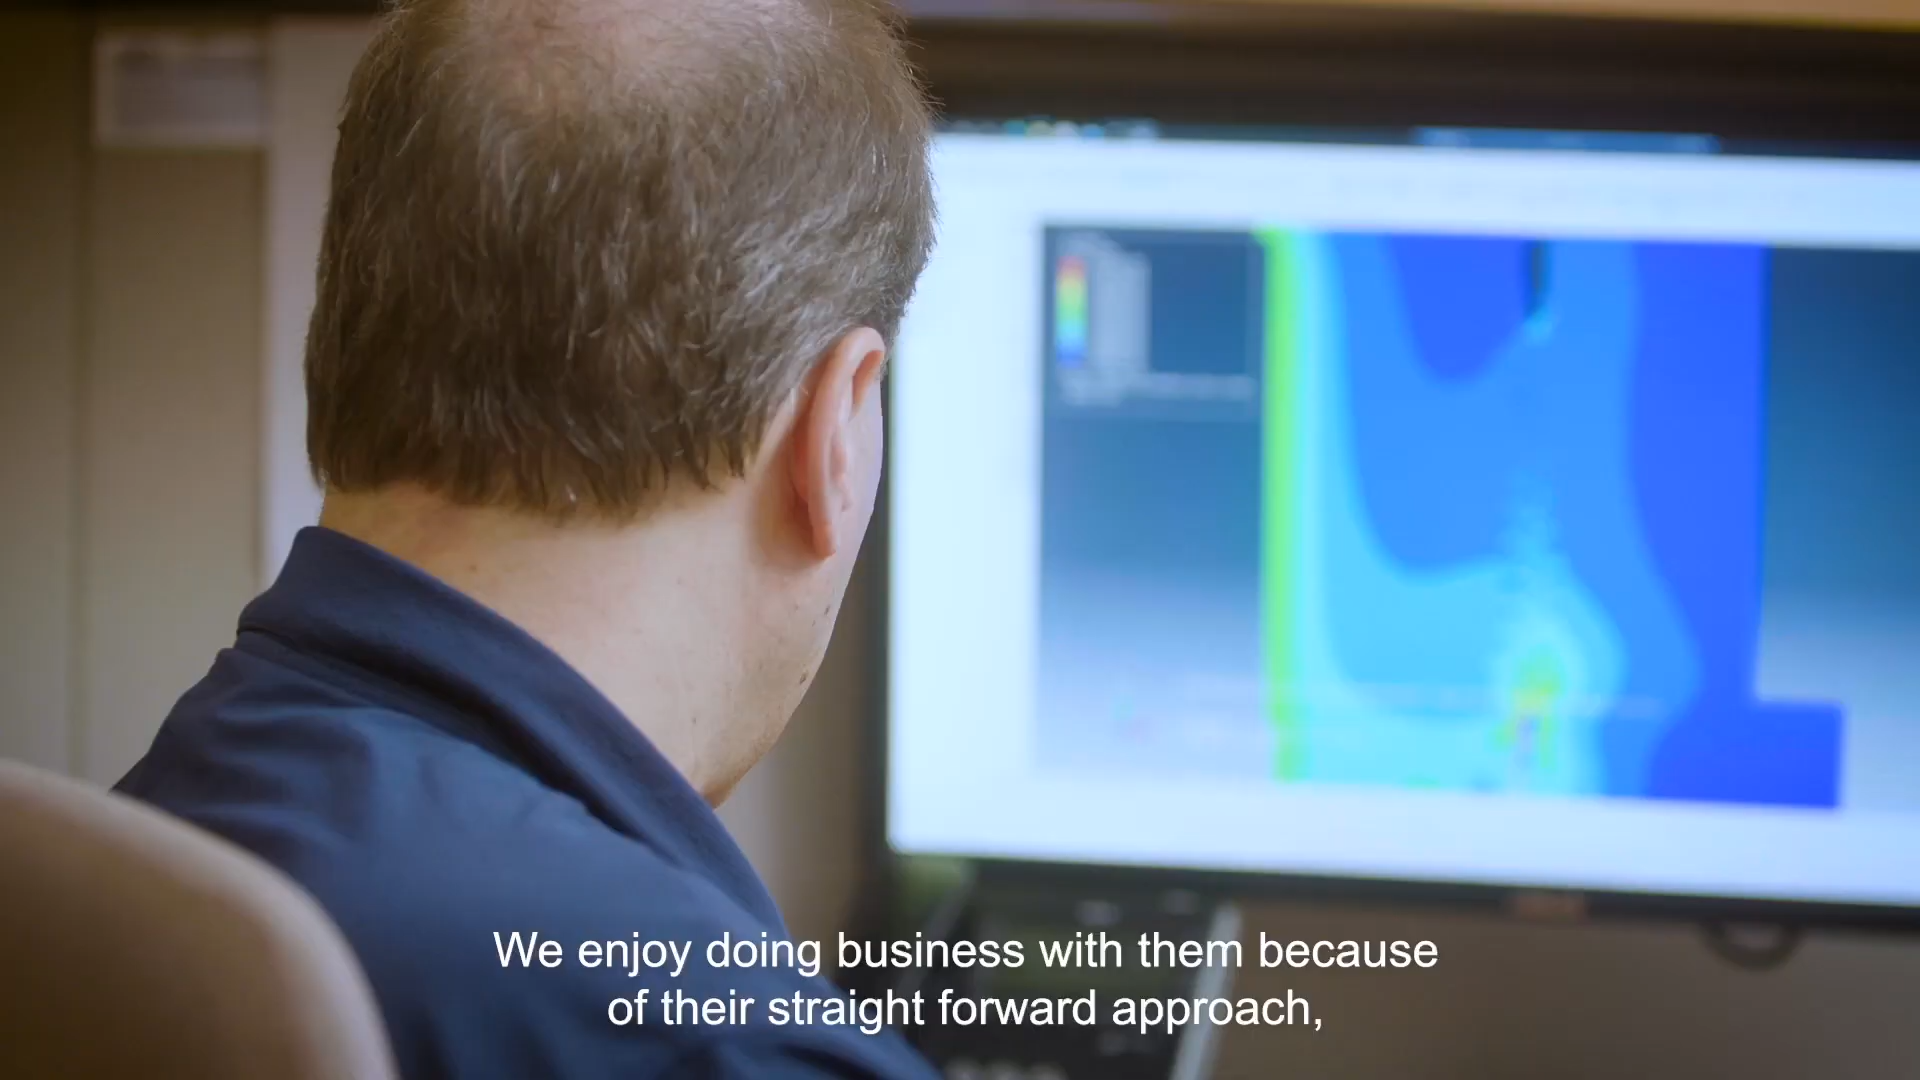 We enjoy doing business with them because
of their straight forward approach,